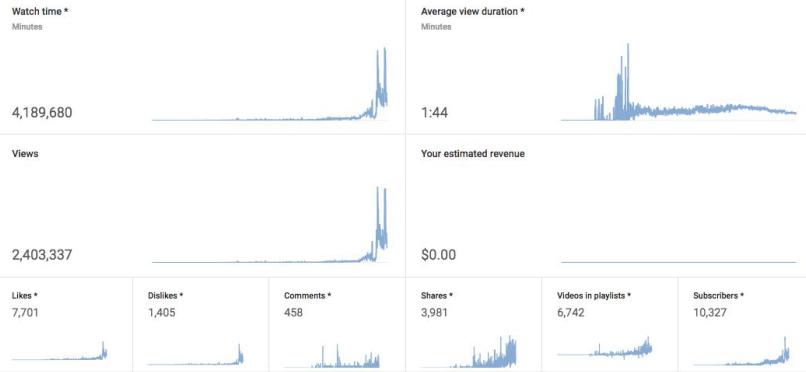 Watch time *
Minutes
4,189,680
Average view duration *
Minutes
1:44
Views
2,403,337
Your estimated revenue
$0.00
Likes *
7,701
Dislikes *
1,405
Comments *
458
Shares *
3,981
Videos in playlists *
6,742
Subscribers *
10,327